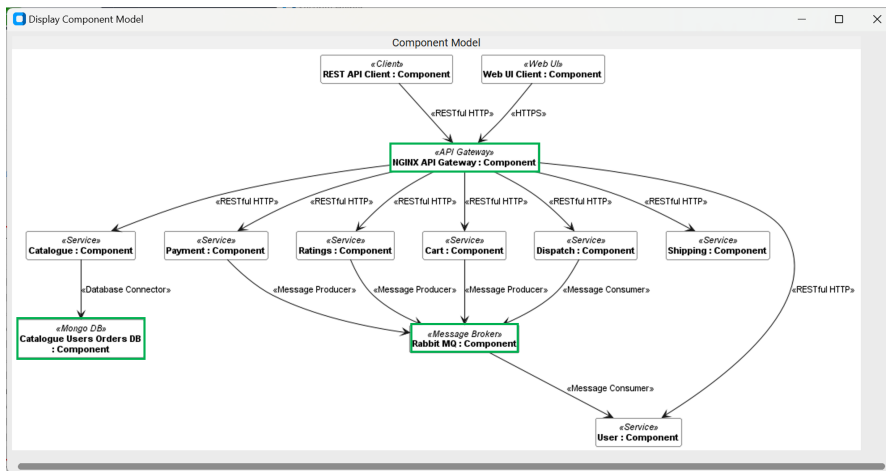 Display Component Model
Component Model
«Client»
REST API Client : Component
«Web UI»
Web UI Client : Component
«RESTful HTTP»
«HTTPS»
«API Gateway»
NGINX API Gateway : Component
«RESTful HTTP»
«RESTful HTTP»
«RESTful HTTP»
«RESTful HTTP»
«RESTful HTTP»
«RESTful HTTP»
«Service»
Catalogue : Component
«Service»
Payment : Component
«Service»
Ratings : Component
«Service»
Cart : Component
«Service»
Dispatch : Component
«Service»
Shipping : Component
«Database Connector»
«Message Producer»
«Message Producer»
«Message Producer»
«Message Consumer»
«RESTful HTTP»
«Mongo DB»
Catalogue Users Orders DB
: Component
«Message Broker»
Rabbit MQ : Component
«Message Consumer»
«Service»
User : Component